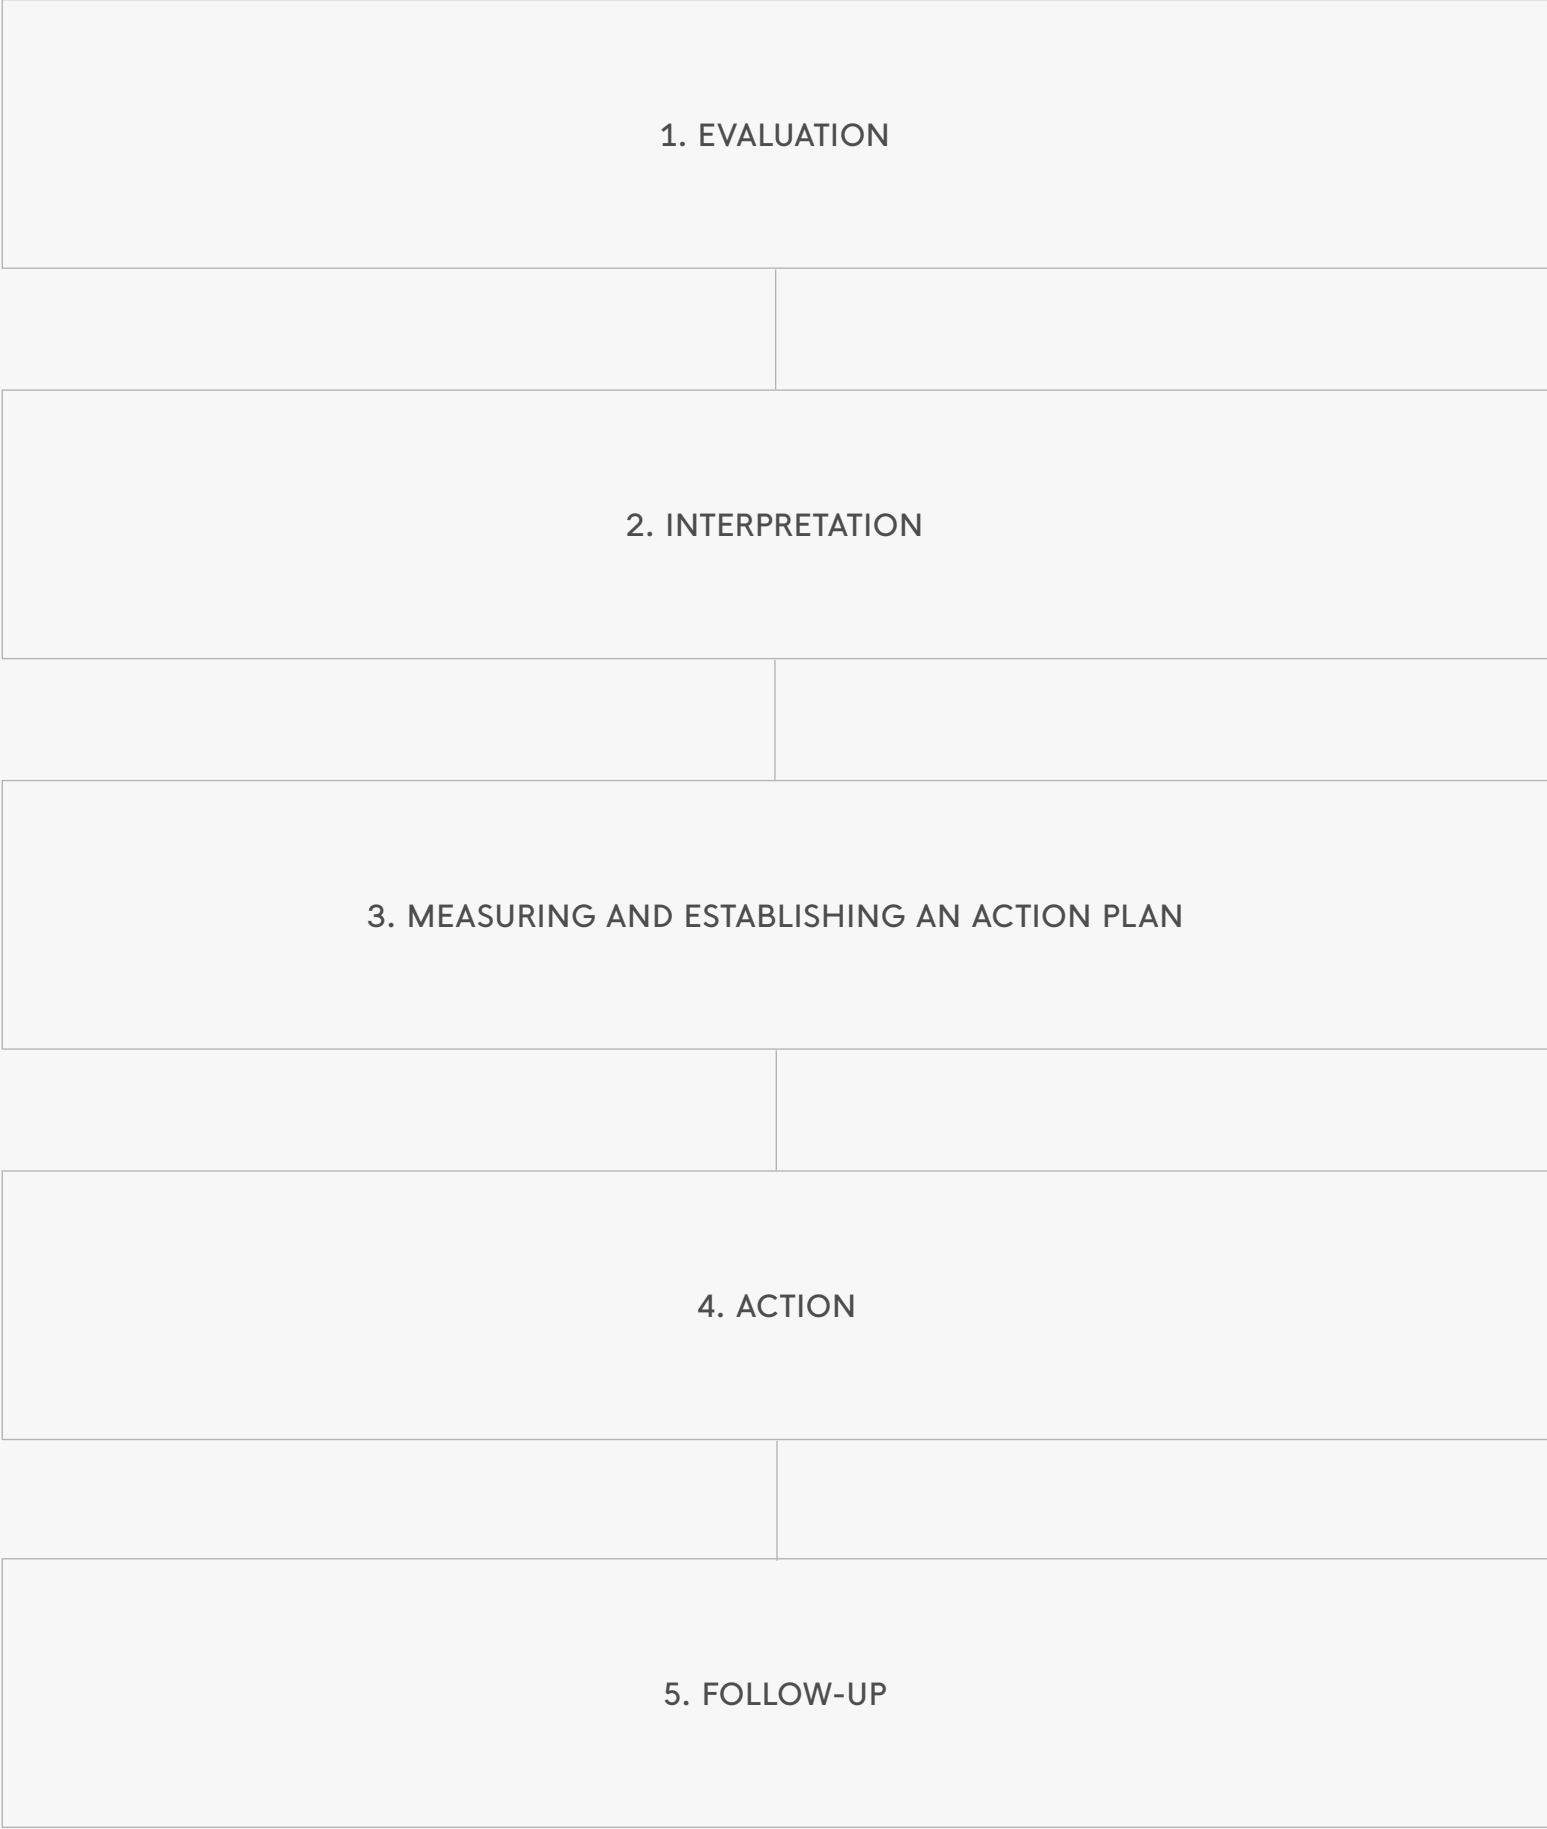 1. EVALUATION
2. INTERPRETATION
3. MEASURING AND ESTABLISHING AN ACTION PLAN
4. ACTION
5. FOLLOW-UP